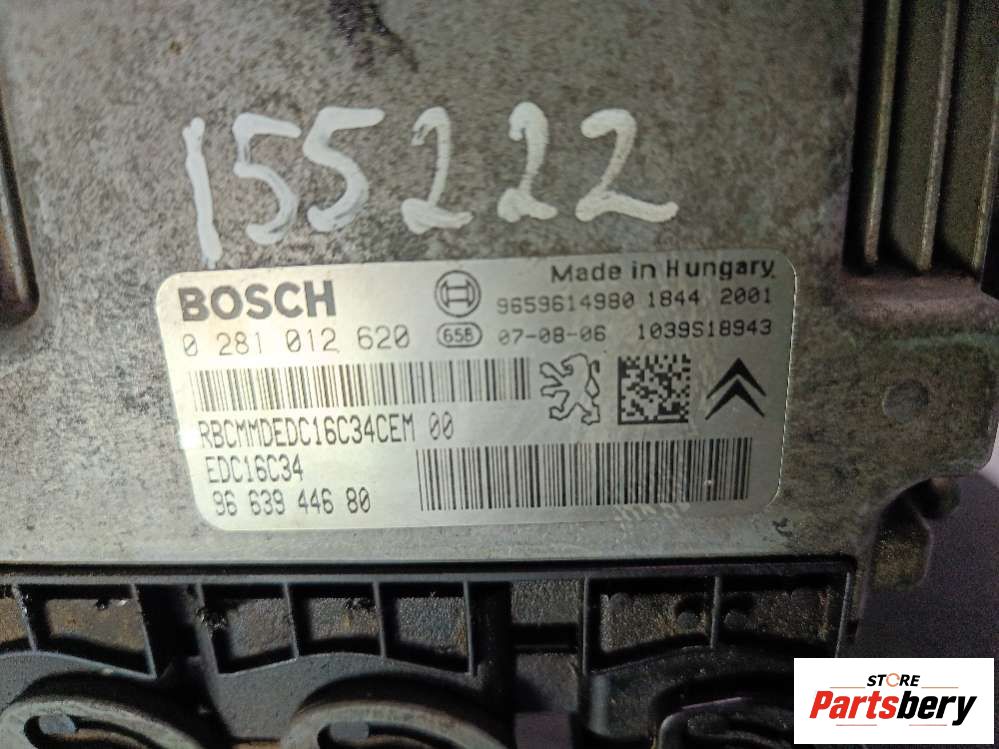 155222
BOSCH
Made in Hungary
9659614980 1844 2001
0 281 012 620
658 07-08-06 1039S18943
RBCMMDEDC16C34CEM 00
EDC16C34
96 639 446 80
STORE
Partsbery